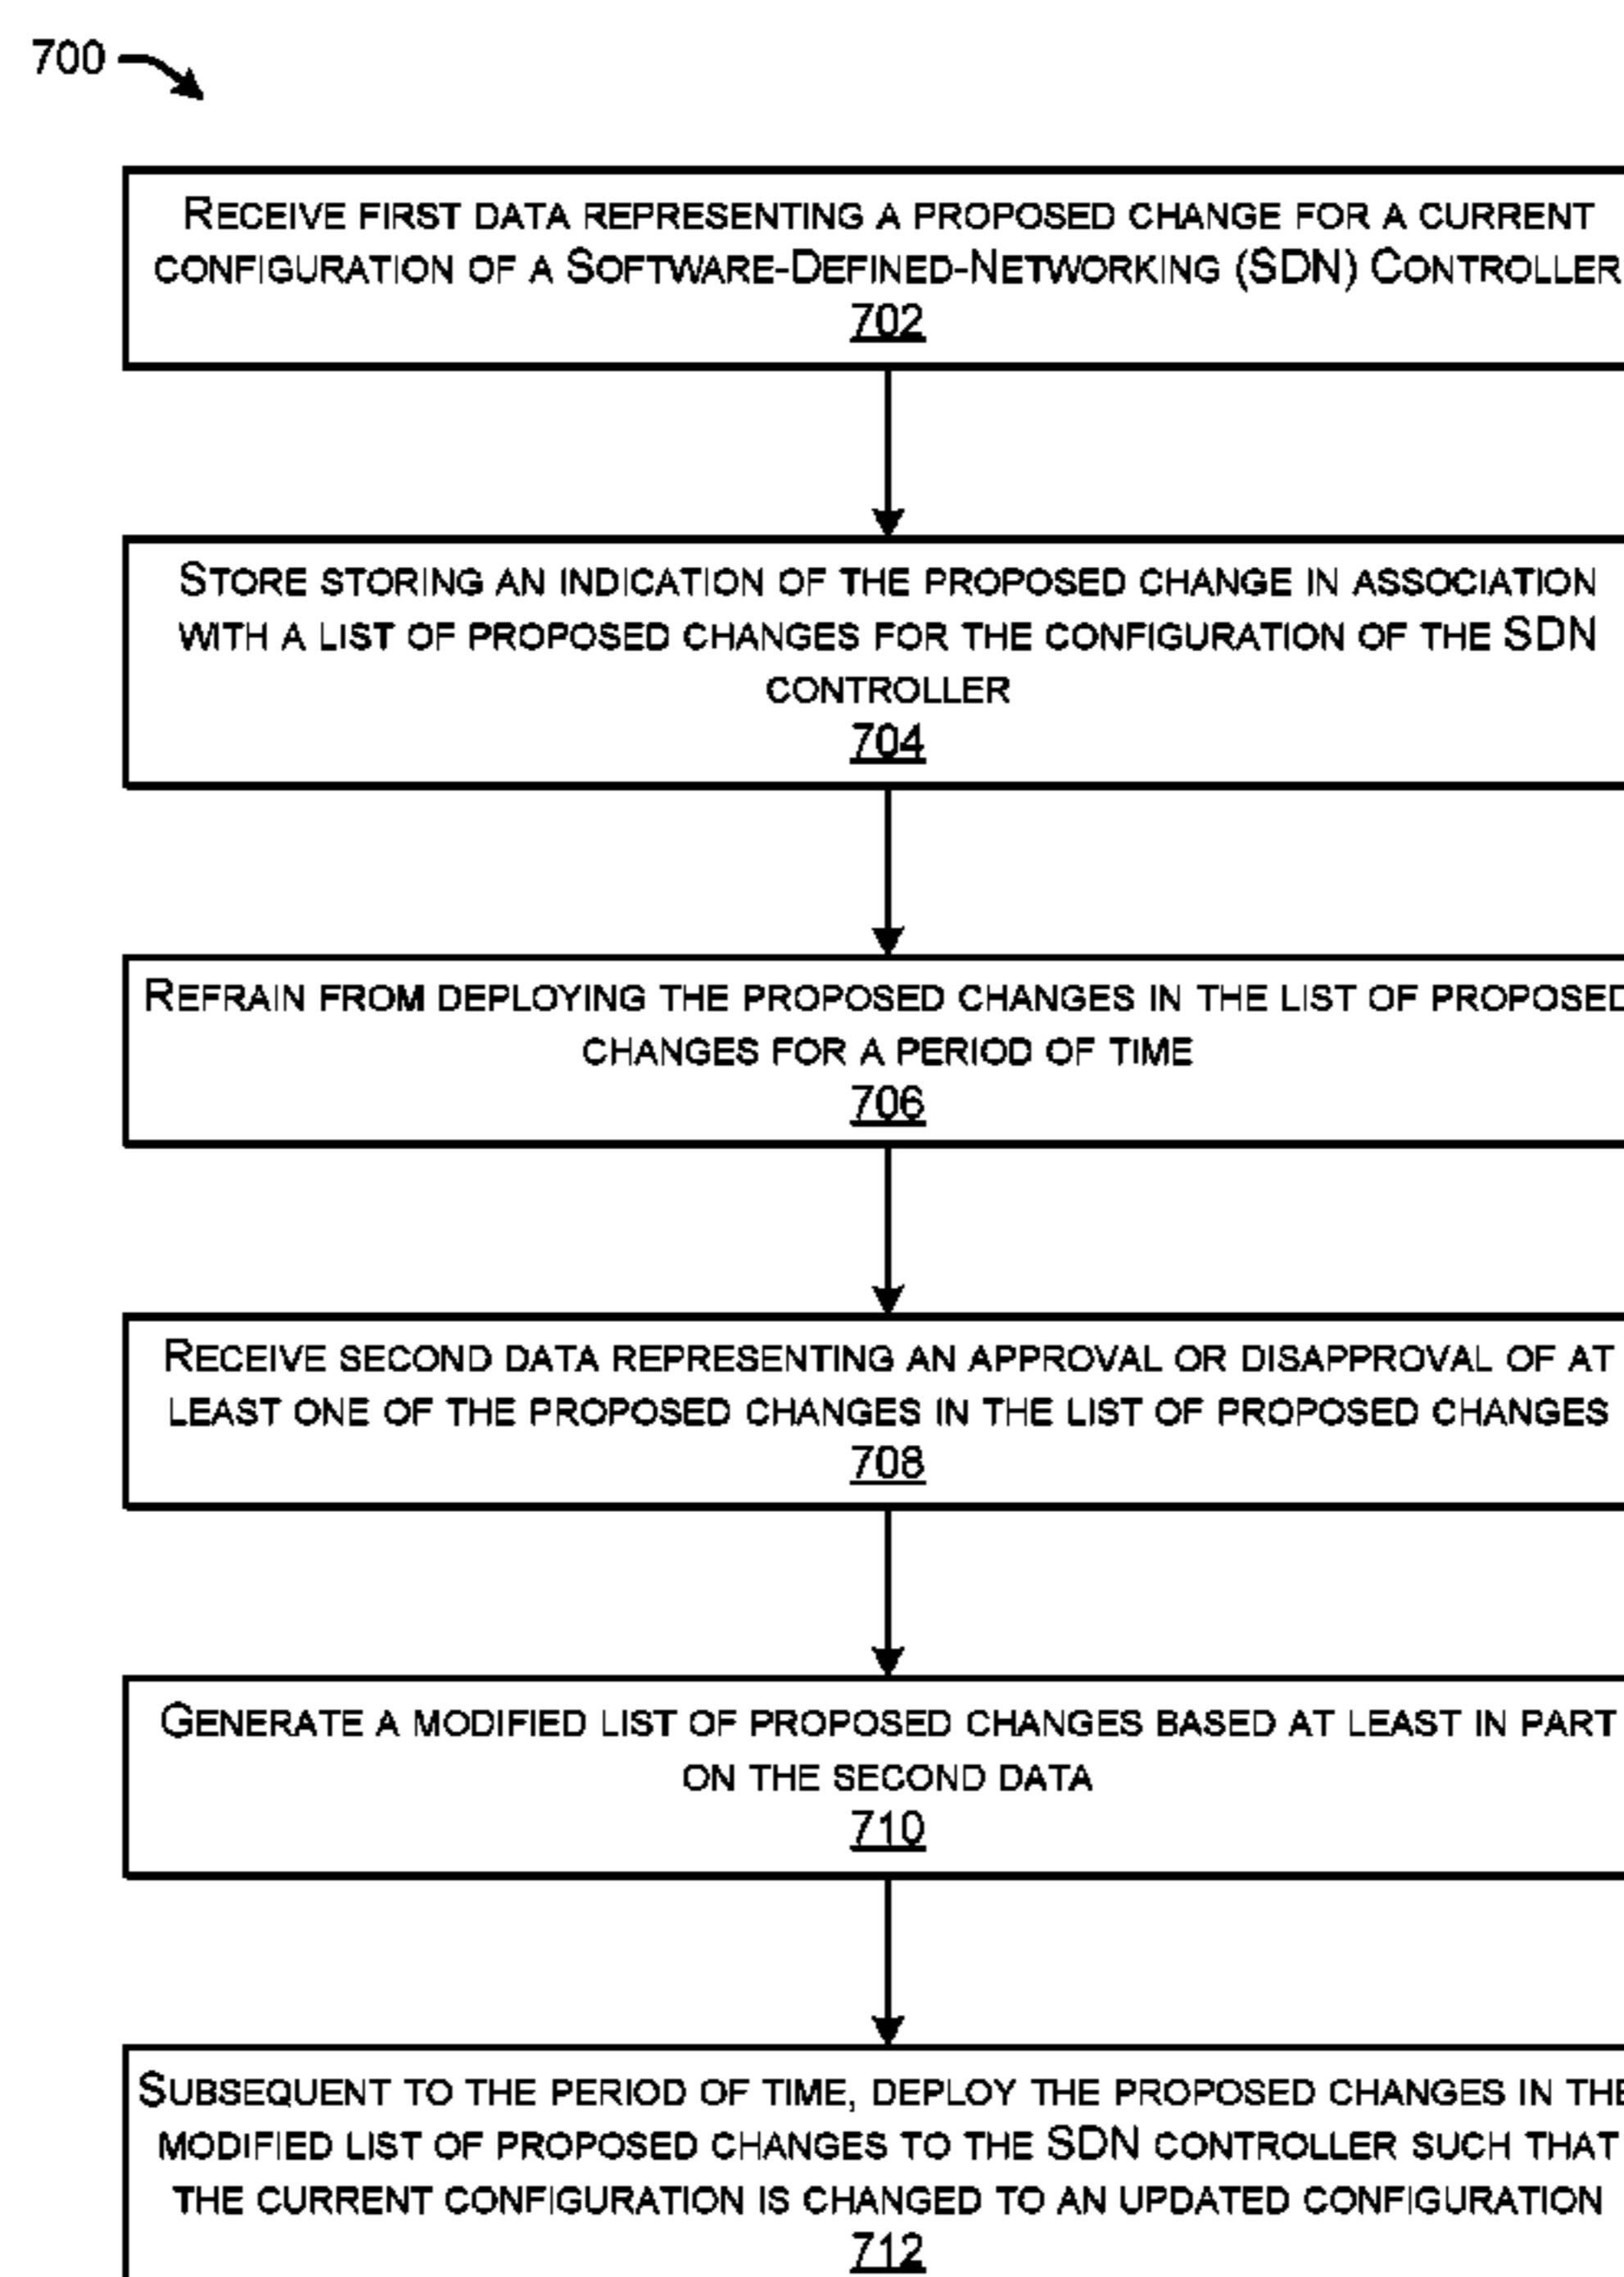 700
Receive first data representing a proposed change for a current
configuration of a Software-Defined-Networking (SDN) Controller
702
Store storing an indication of the proposed change in association
with a list of proposed changes for the configuration of the SDN
controller
704
Refrain from deploying the proposed changes in the list of proposed
changes for a period of time
706
Receive second data representing an approval or disapproval of at
least one of the proposed changes in the list of proposed changes
708
Generate a modified list of proposed changes based at least in part
on the second data
710
Subsequent to the period of time, deploy the proposed changes in the
modified list of proposed changes to the SDN controller such that
the current configuration is changed to an updated configuration
712